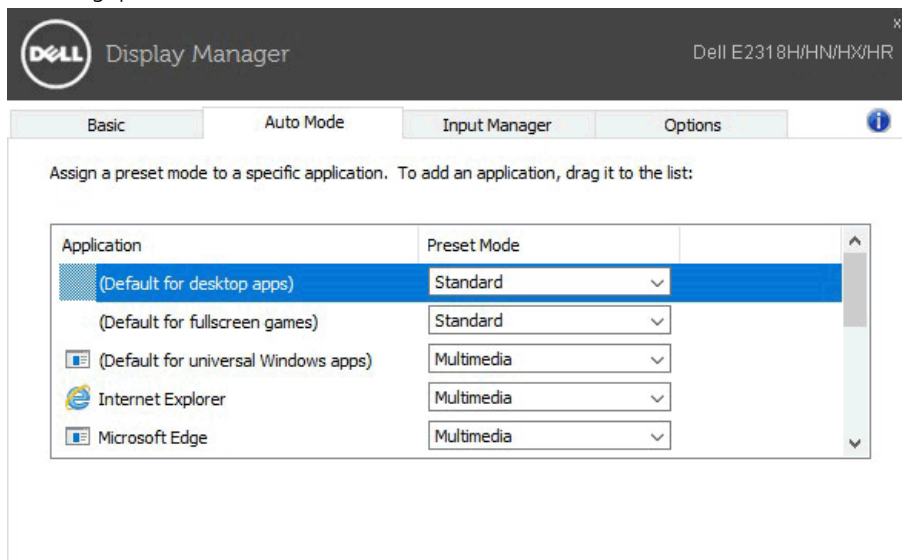 x
DELL Display Manager Dell E2318H/HN/HX/HR
Basic Auto Mode Input Manager Options i
Assign a preset mode to a specific application. To add an application, drag it to the list:
Application Preset Mode
(Default for desktop apps) Standard
(Default for fullscreen games) Standard
(Default for universal Windows apps) Multimedia
Internet Explorer Multimedia
Microsoft Edge Multimedia